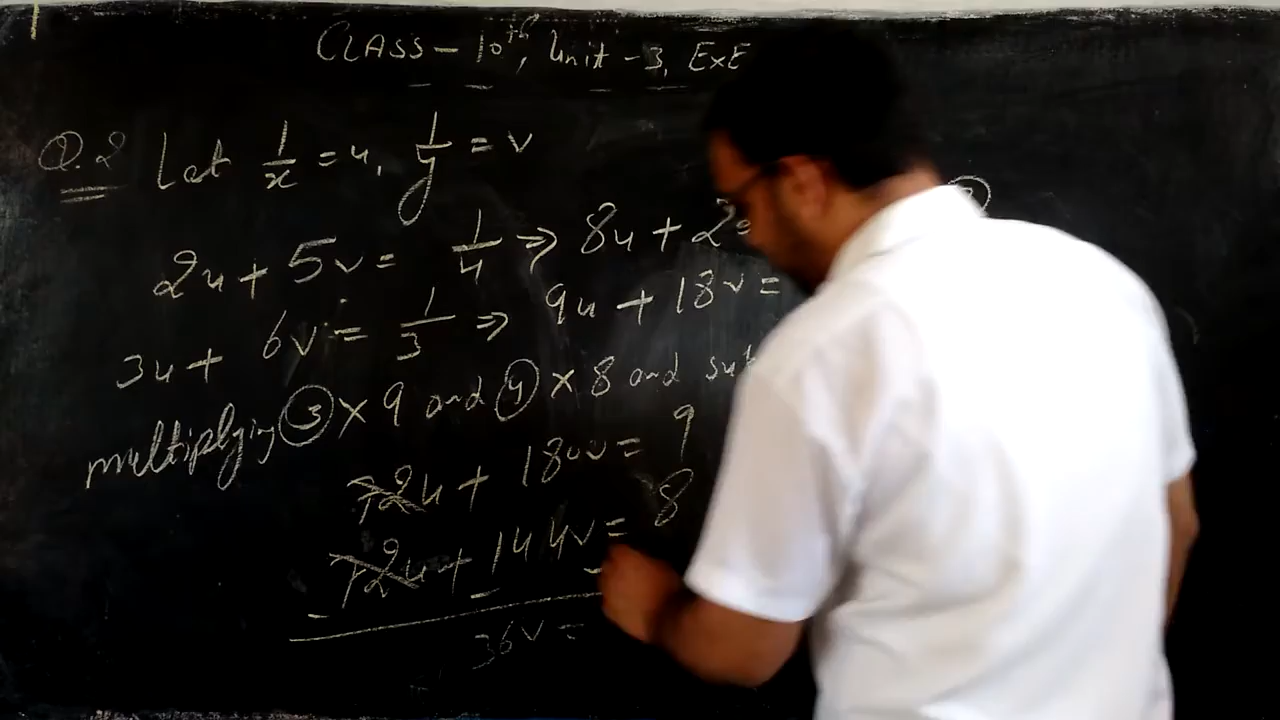 CLASS - 10th, Unit - 3, ExE
Q.2 Let 1/x = u, 1/y = v
2u + 5v = 1/4 ⇒ 8u + 2
3u + 6v = 1/3 ⇒ 9u + 18v =
multiplying ③ × 9 and ④ × 8 and sub
72u + 180v = 9
72u + 144v = 8
36v =